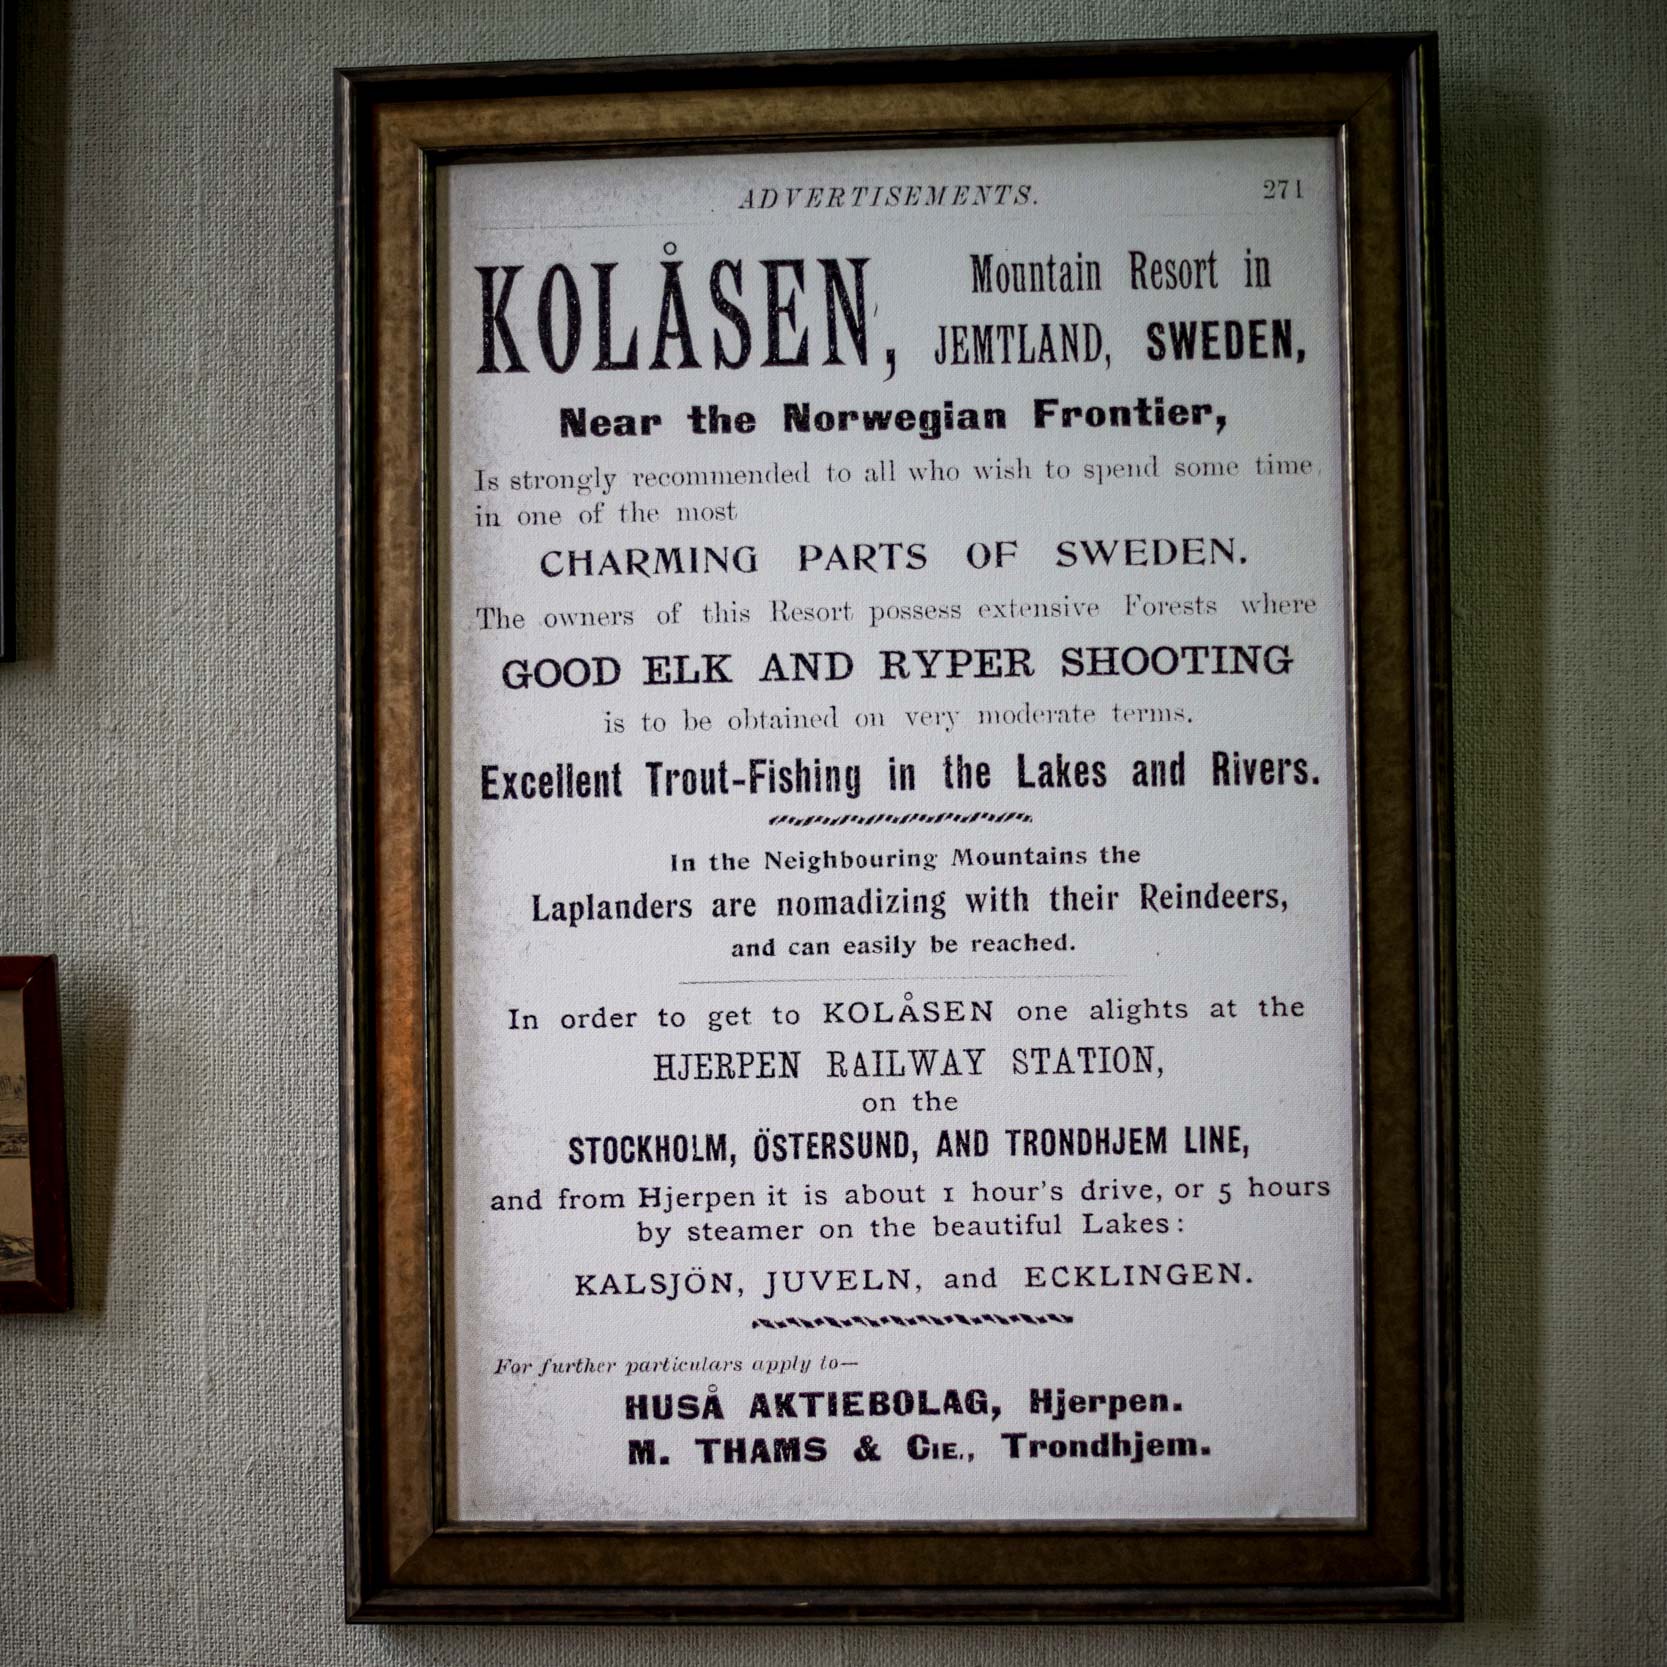 ADVERTISEMENTS. 271
KOLÅSEN, Mountain Resort in
JEMTLAND, SWEDEN,
Near the Norwegian Frontier,
Is strongly recommended to all who wish to spend some time
in one of the most
CHARMING PARTS OF SWEDEN.
The owners of this Resort possess extensive Forests where
GOOD ELK AND RYPER SHOOTING
is to be obtained on very moderate terms.
Excellent Trout-Fishing in the Lakes and Rivers.
In the Neighbouring Mountains the
Laplanders are nomadizing with their Reindeers,
and can easily be reached.
In order to get to KOLÅSEN one alights at the
HJERPEN RAILWAY STATION,
on the
STOCKHOLM, ÖSTERSUND, AND TRONDHJEM LINE,
and from Hjerpen it is about 1 hour's drive, or 5 hours
by steamer on the beautiful Lakes:
KALSJÖN, JUVELN, and ECKLINGEN.
For further particulars apply to—
HUSÅ AKTIEBOLAG, Hjerpen.
M. THAMS & CIE., Trondhjem.